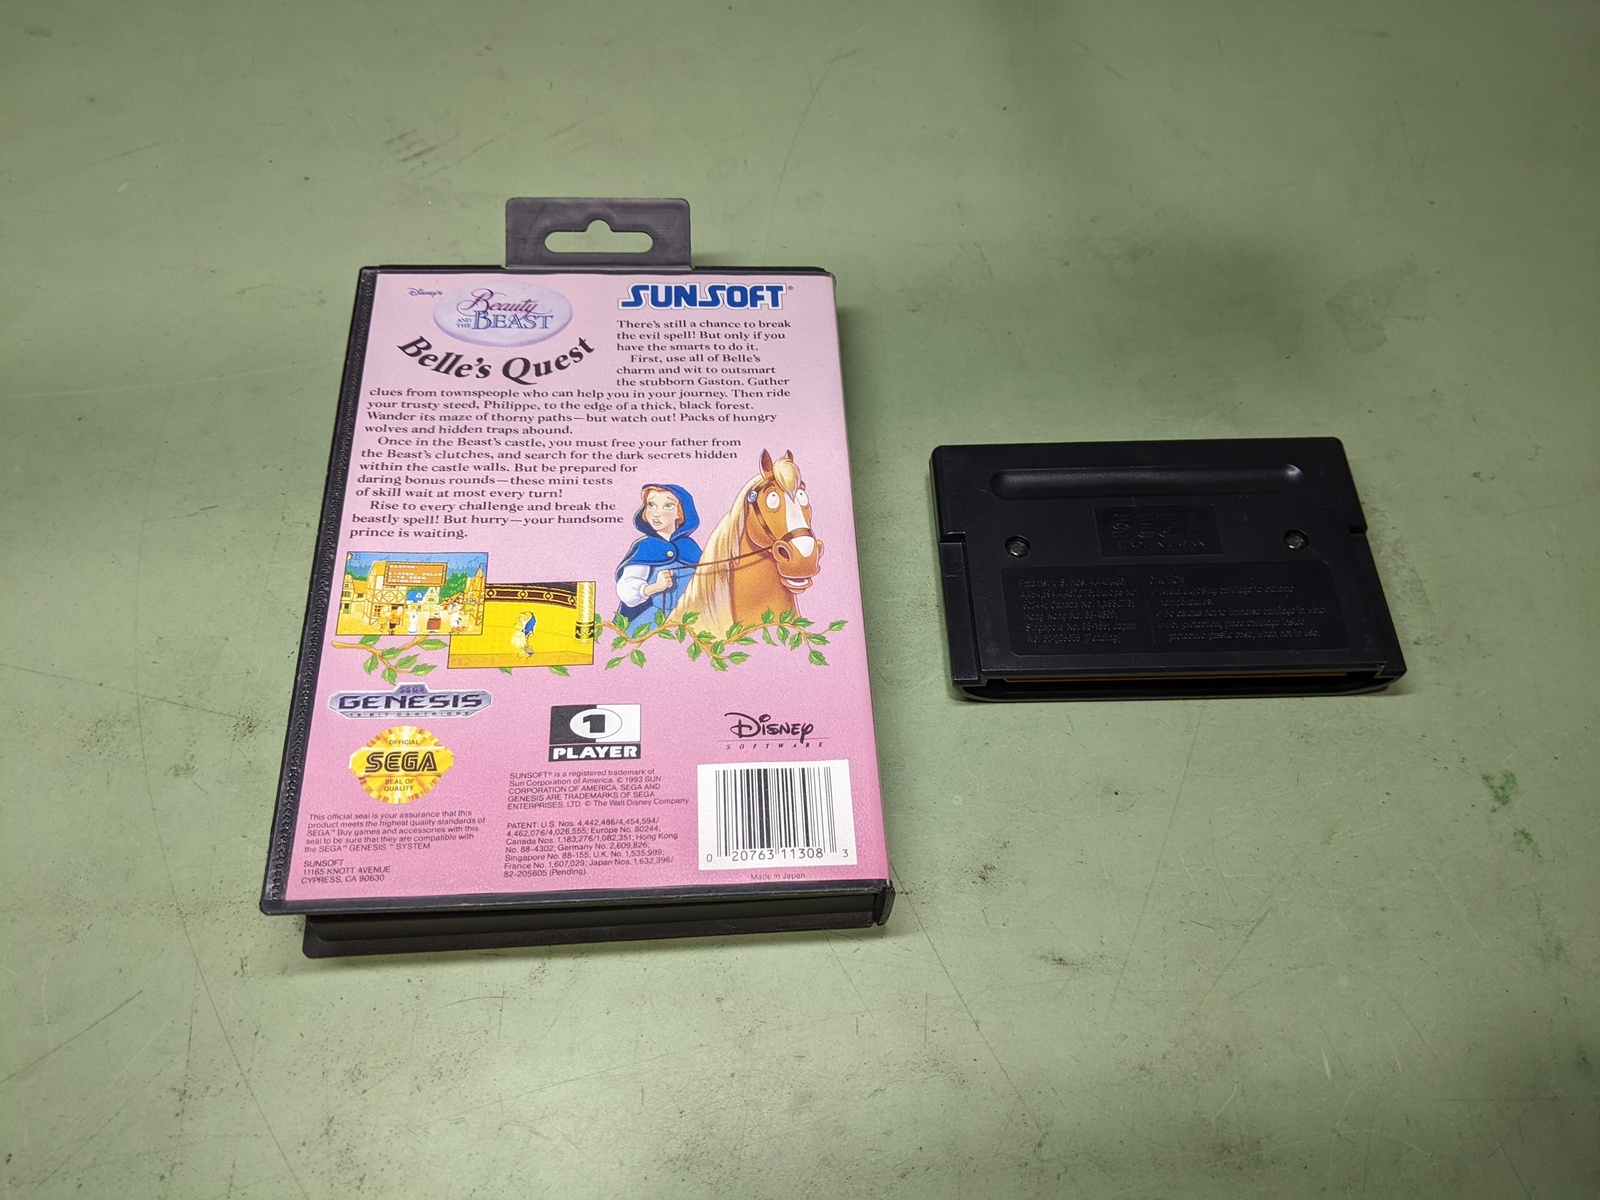 Disney's
Beauty
AND THE BEAST
Belle's Quest
SUNSOFT®
There's still a chance to break
the evil spell! But only if you
have the smarts to do it.
First, use all of Belle's
charm and wit to outsmart
the stubborn Gaston. Gather
clues from townspeople who can help you in your journey. Then ride
your trusty steed, Philippe, to the edge of a thick, black forest.
Wander its maze of thorny paths—but watch out! Packs of hungry
wolves and hidden traps abound.
Once in the Beast's castle, you must free your father from
the Beast's clutches, and search for the dark secrets hidden
within the castle walls. But be prepared for
daring bonus rounds—these mini tests
of skill wait at most every turn!
Rise to every challenge and break the
beastly spell! But hurry—your handsome
prince is waiting.
SEGA
GENESIS
16-BIT CARTRIDGE
OFFICIAL
SEGA
SEAL OF
QUALITY
This official seal is your assurance that this
product meets the highest quality standards of
SEGA.™ Buy games and accessories with this
seal to be sure that they are compatible with
the SEGA™ GENESIS™ SYSTEM.
SUNSOFT
11165 KNOTT AVENUE
CYPRESS, CA 90630
1
PLAYER
SUNSOFT® is a registered trademark of
Sun Corporation of America. © 1993 SUN
CORPORATION OF AMERICA. SEGA AND
GENESIS ARE TRADEMARKS OF SEGA
ENTERPRISES, LTD. © The Walt Disney Company.
PATENT: U.S. Nos. 4,442,486/4,454,594/
4,462,076/4,026,555; Europe No. 80244;
Canada Nos. 1,183,276/1,082,351; Hong Kong
No. 88-4302; Germany No. 2,609,826;
Singapore No. 88-155; U.K. No. 1,535,999;
France No. 1,607,029; Japan Nos. 1,632,396/
82-205605 (Pending).
Disney
SOFTWARE
0 20763 11308 3
Made in Japan
SEGA